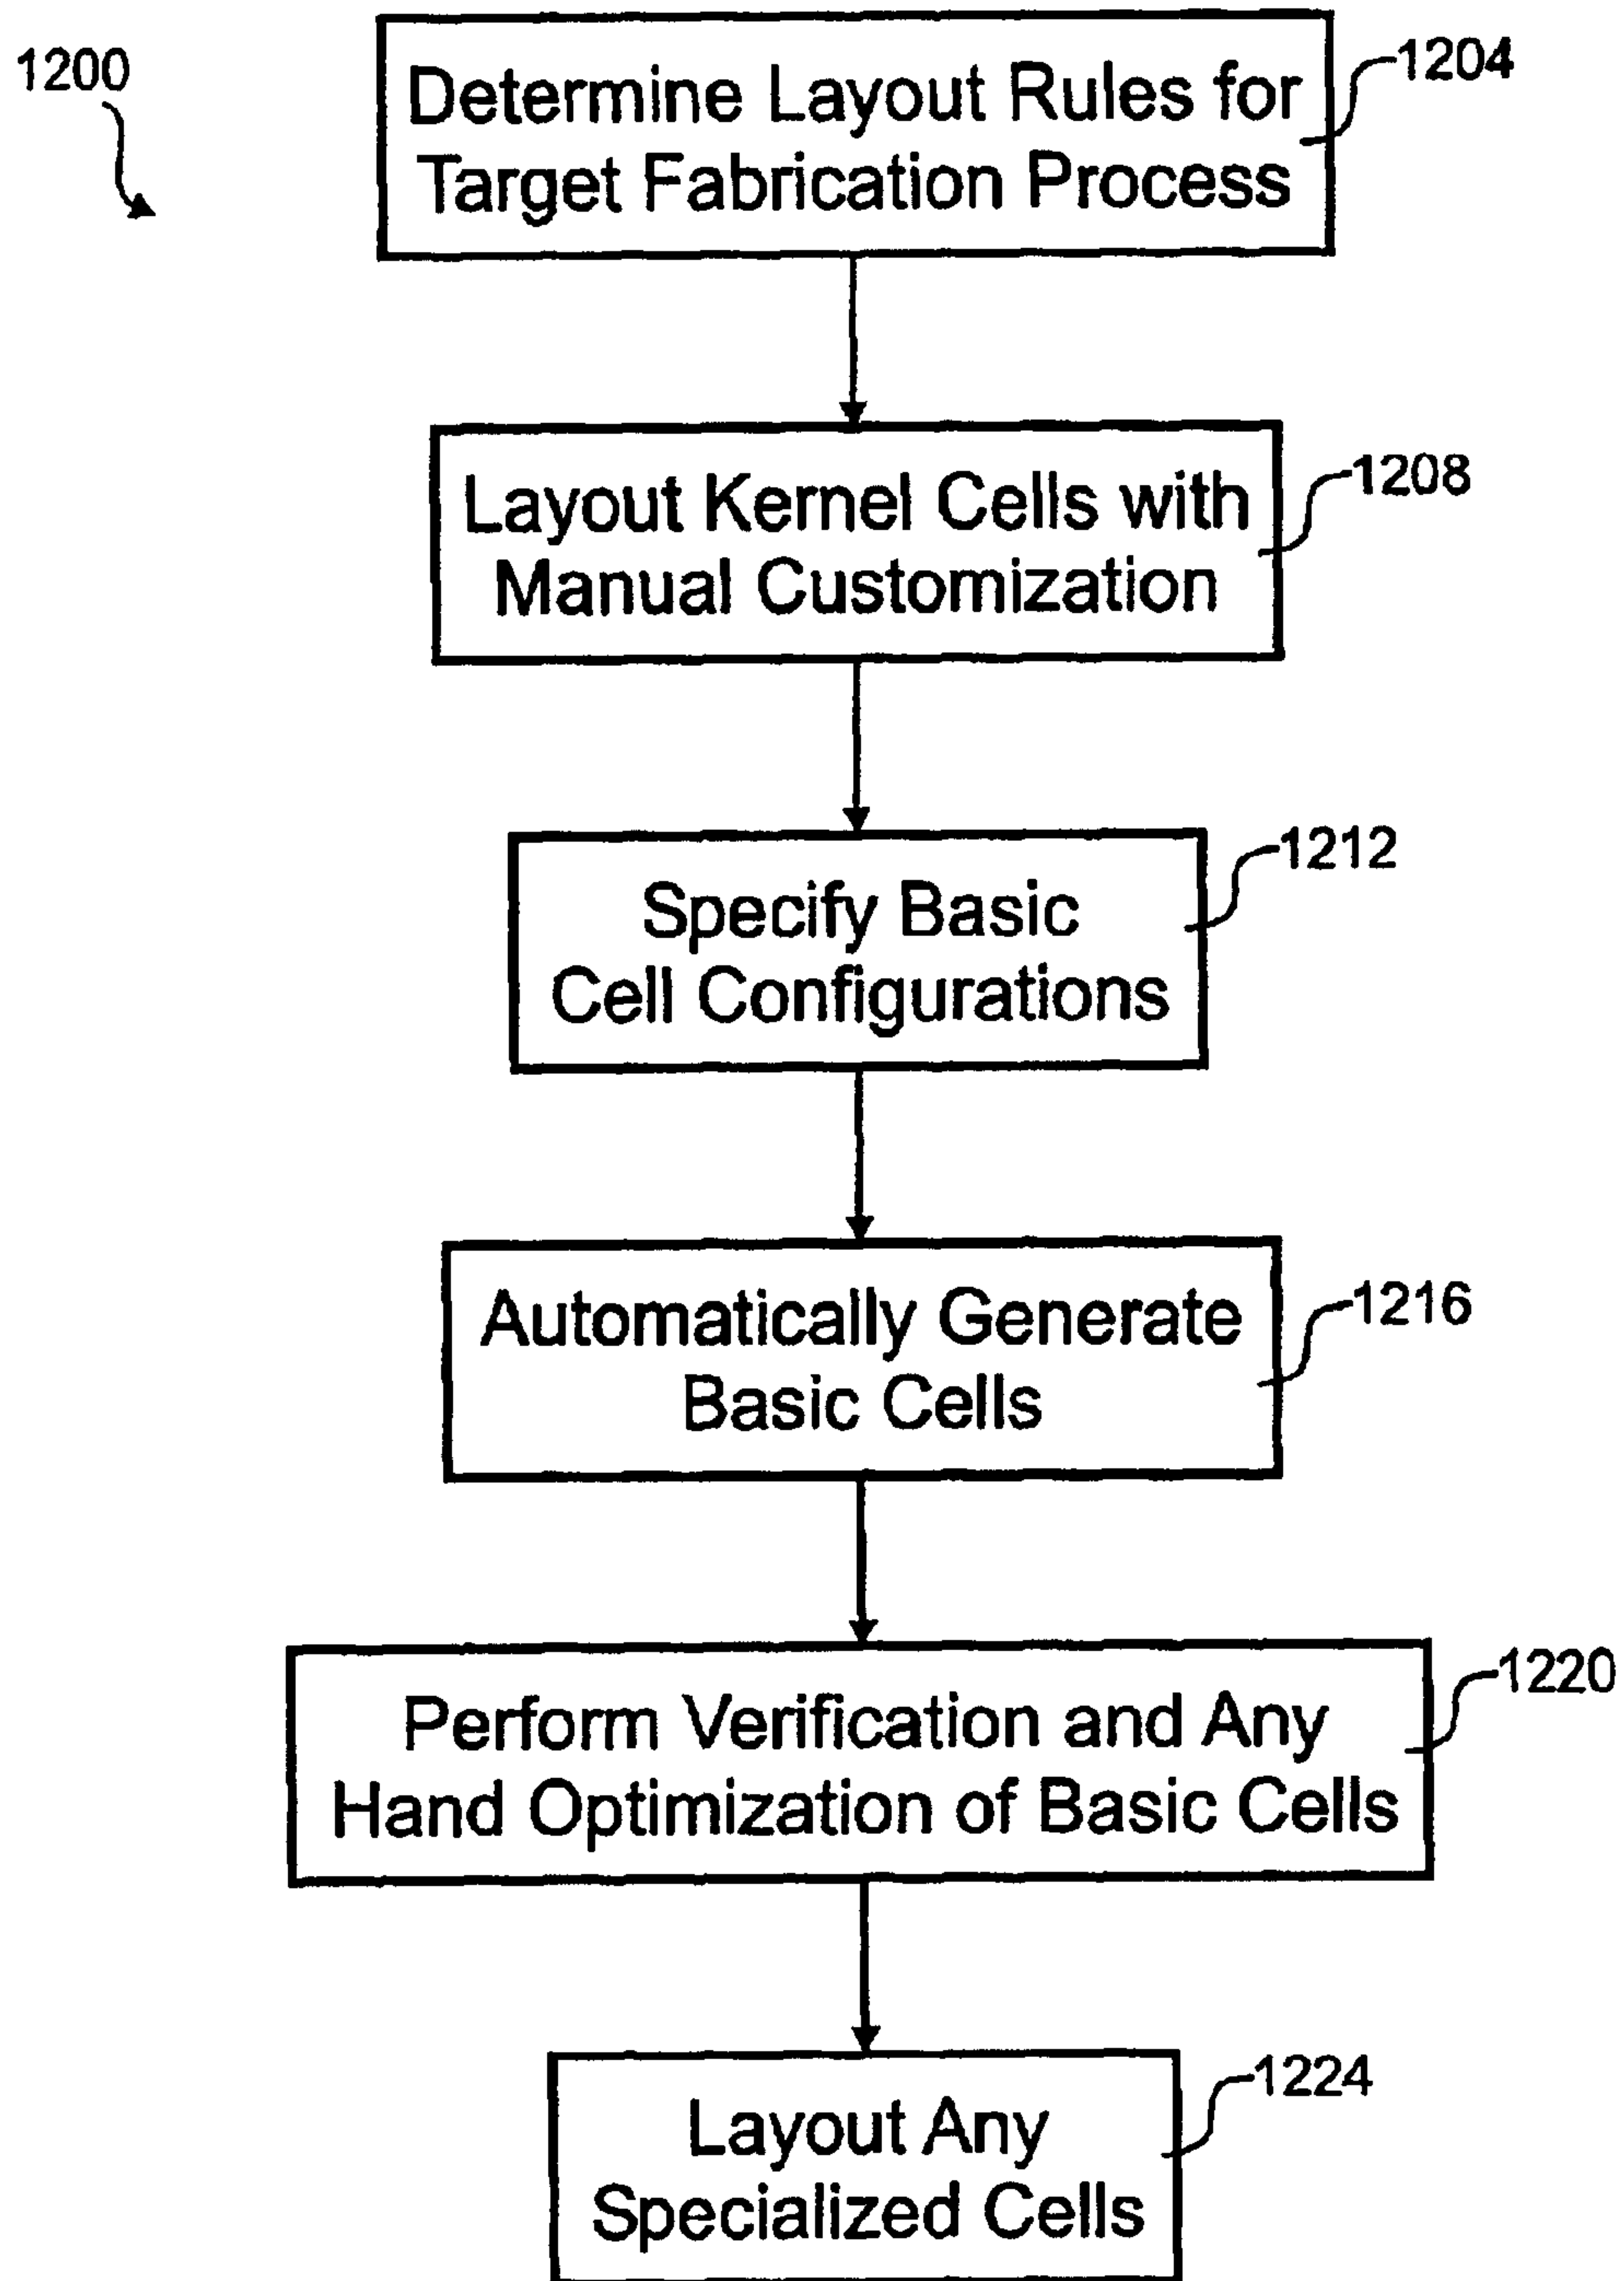 1200
Determine Layout Rules for
Target Fabrication Process
1204
Layout Kernel Cells with
Manual Customization
1208
Specify Basic
Cell Configurations
1212
Automatically Generate
Basic Cells
1216
Perform Verification and Any
Hand Optimization of Basic Cells
1220
Layout Any
Specialized Cells
1224